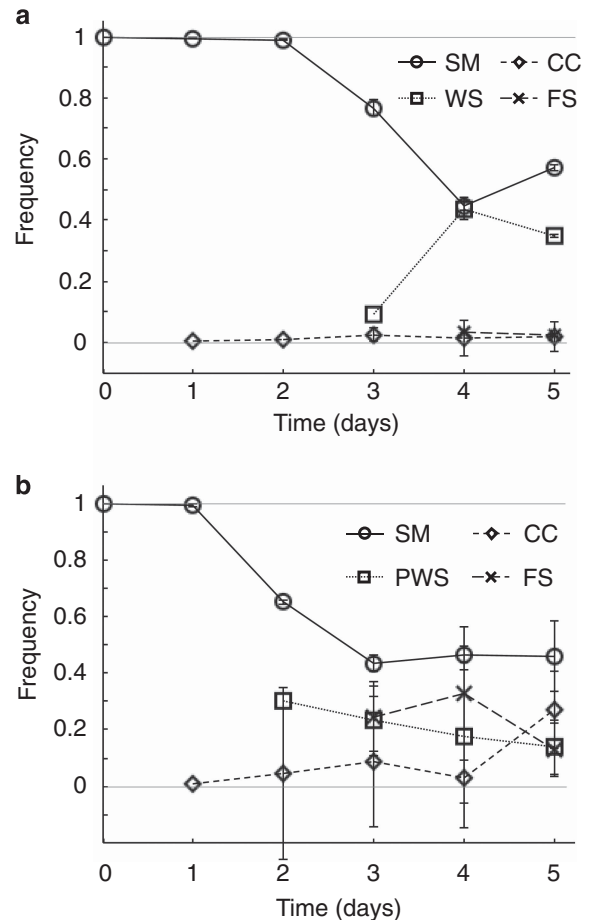 a
1
0.8
0.6
0.4
0.2
0
Frequency
SM
CC
WS
FS
0 1 2 3 4 5
Time (days)
b
1
0.8
0.6
0.4
0.2
0
Frequency
SM
CC
PWS
FS
0 1 2 3 4 5
Time (days)